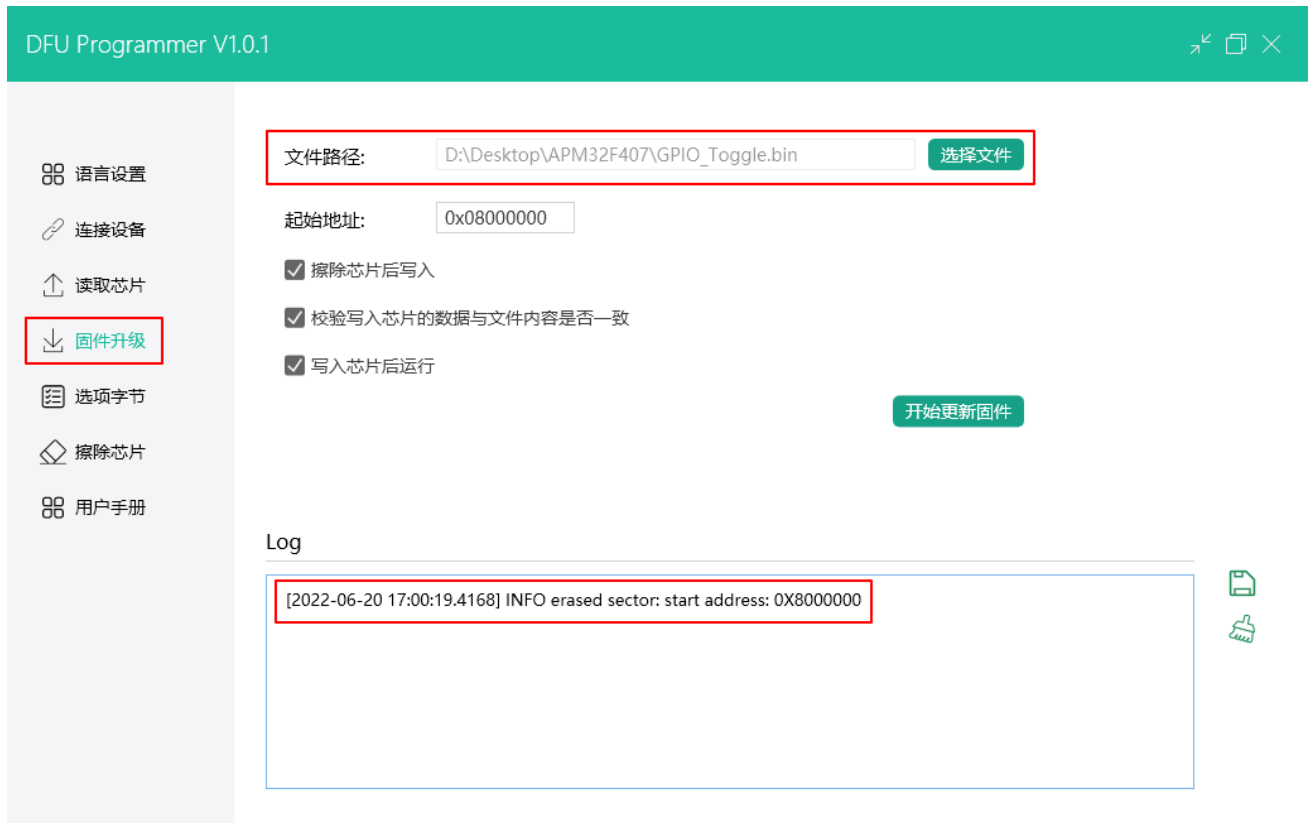 DFU Programmer V1.0.1
语言设置
连接设备
读取芯片
固件升级
选项字节
擦除芯片
用户手册
文件路径: D:\Desktop\APM32F407\GPIO_Toggle.bin 选择文件
起始地址: 0x08000000
擦除芯片后写入
校验写入芯片的数据与文件内容是否一致
写入芯片后运行
开始更新固件
Log
[2022-06-20 17:00:19.4168] INFO erased sector: start address: 0X8000000